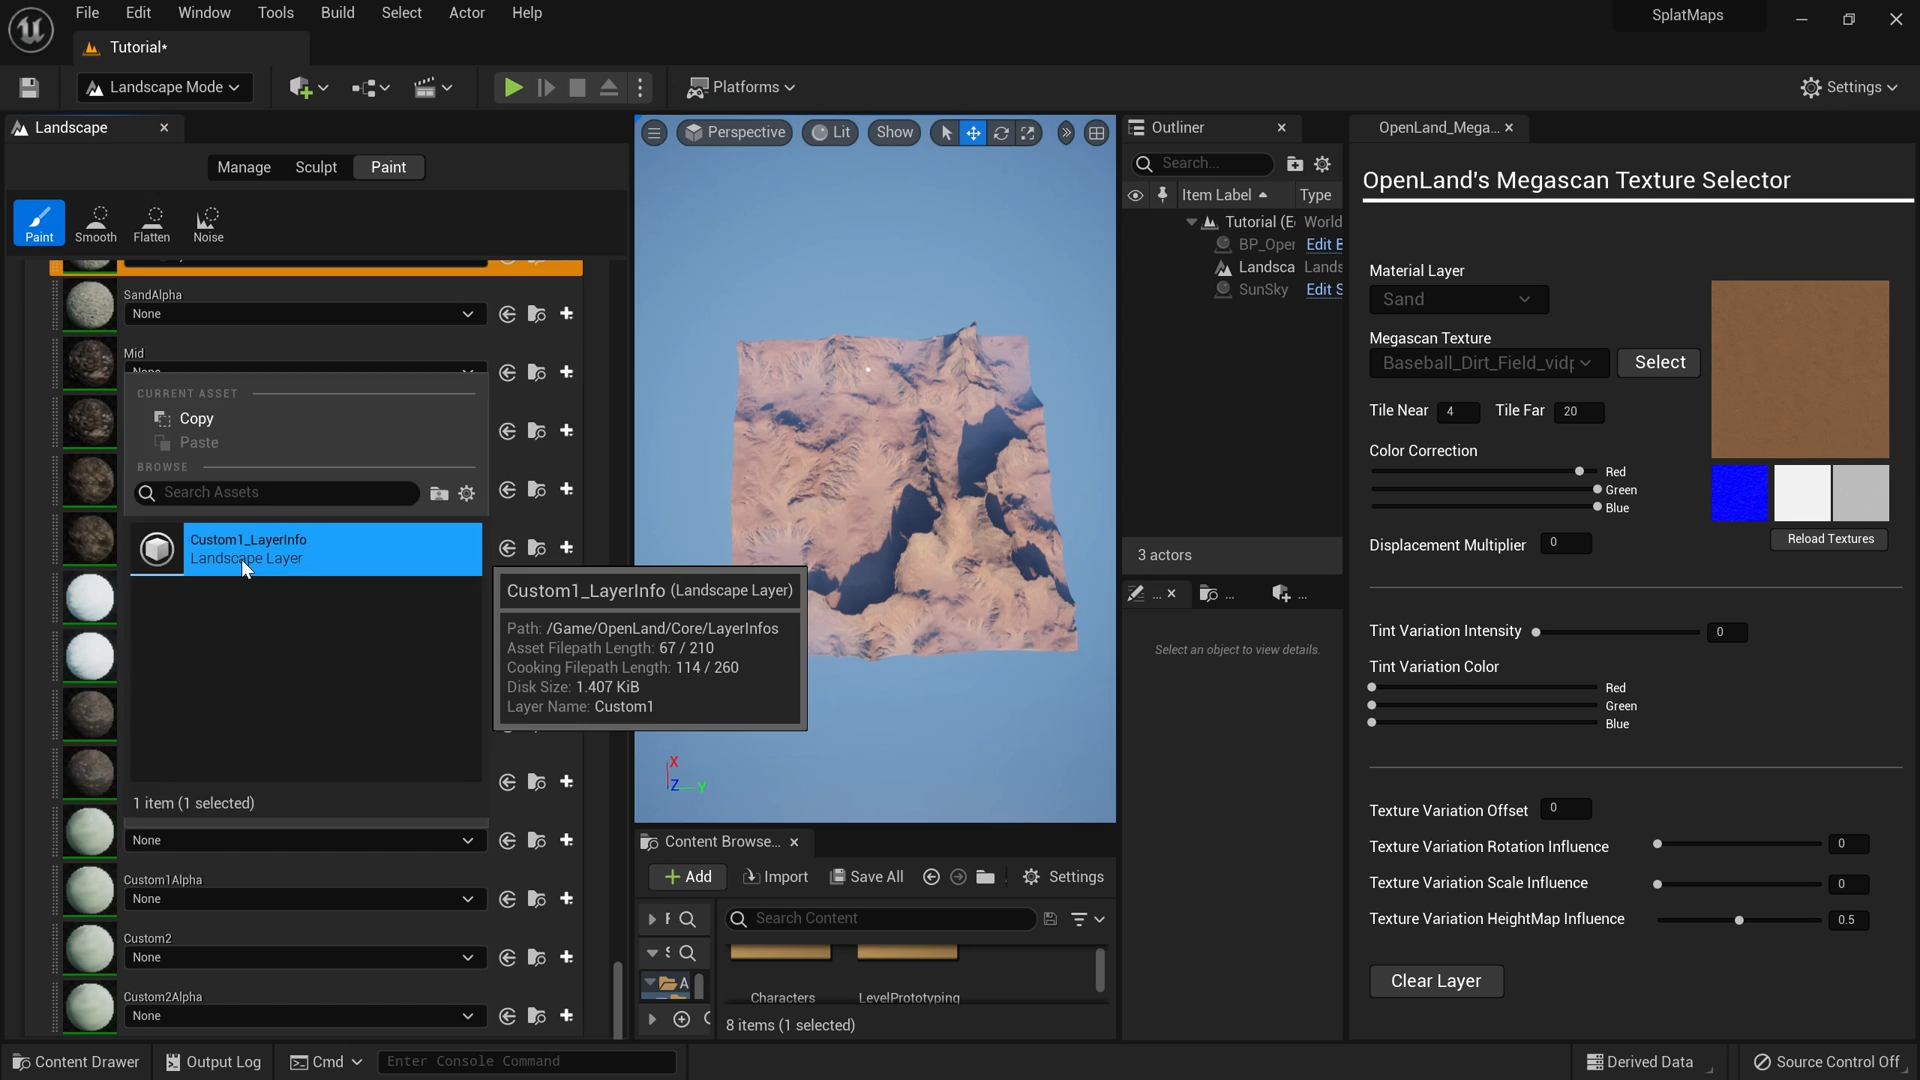 File Edit Window Tools Build Select Actor Help
SplatMaps
Tutorial*
Landscape Mode
Platforms
Settings
Landscape
Manage Sculpt Paint
Paint Smooth Flatten Noise
SandAlpha
None
Mid
CURRENT ASSET
Copy
Paste
BROWSE
Search Assets
Custom1_LayerInfo
Landscape Layer
1 item (1 selected)
None
Custom1Alpha
None
Custom2
None
Custom2Alpha
None
Custom1_LayerInfo (Landscape Layer)
Path: /Game/OpenLand/Core/LayerInfos
Asset Filepath Length: 67 / 210
Cooking Filepath Length: 114 / 260
Disk Size: 1.407 KiB
Layer Name: Custom1
Perspective Lit Show
X
Z Y
Content Browse...
Add Import Save All Settings
Search Content
A
Characters LevelPrototyping
8 items (1 selected)
Outliner
Search...
Item Label Type
Tutorial (E World
BP_Oper Edit B
Landsca Lands
SunSky Edit S
3 actors
... ... ...
Select an object to view details.
OpenLand_Mega...
OpenLand's Megascan Texture Selector
Material Layer
Sand
Megascan Texture
Baseball_Dirt_Field_vidp Select
Tile Near 4 Tile Far 20
Color Correction
Red
Green
Blue
Displacement Multiplier 0
Reload Textures
Tint Variation Intensity 0
Tint Variation Color
Red
Green
Blue
Texture Variation Offset 0
Texture Variation Rotation Influence 0
Texture Variation Scale Influence 0
Texture Variation HeightMap Influence 0.5
Clear Layer
Content Drawer Output Log Cmd Enter Console Command
Derived Data Source Control Off